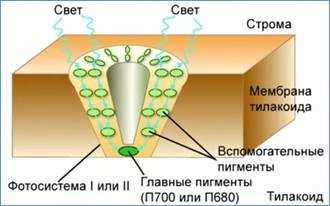 Свет Свет
Строма
Мембрана
тилакоида
Вспомогательные
пигменты
Фотосистема I или II
Главные пигменты
(П700 или П680)
Тилакоид